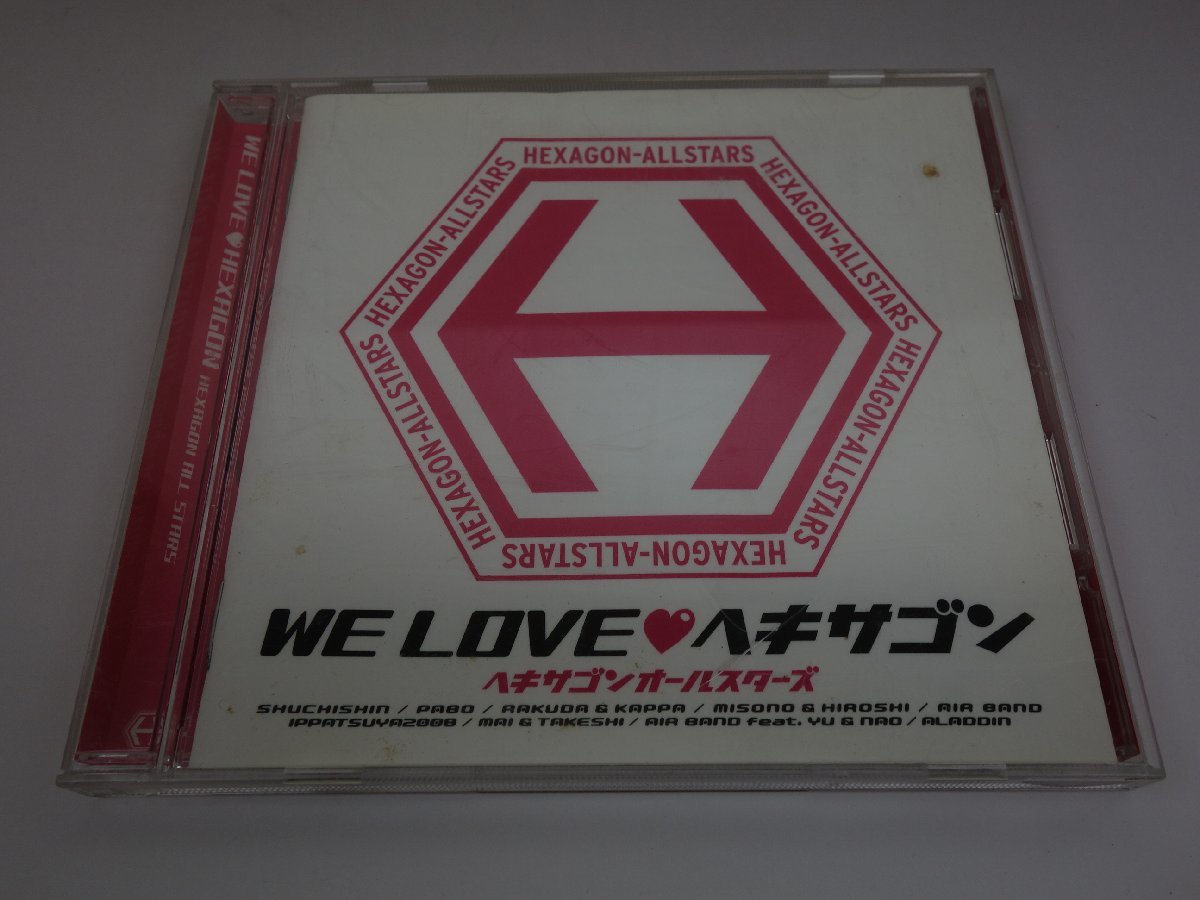 HEXAGON-ALLSTARS
HEXAGON-ALLSTARS
HEXAGON-ALLSTARS
HEXAGON-ALLSTARS
HEXAGON-ALLSTARS
HEXAGON-ALLSTARS
H
WE LOVE♥ヘキサゴン
ヘキサゴンオールスターズ
SHUCHISHIN / PABO / RAKUDA & KAPPA / MISONO & HIROSHI / AIR BAND
IPPATSUYA2008 / MAI & TAKESHI / AIR BAND feat. YU & NAO / ALADDIN
WE LOVE♥HEXAGON HEXAGON ALL STARS
H